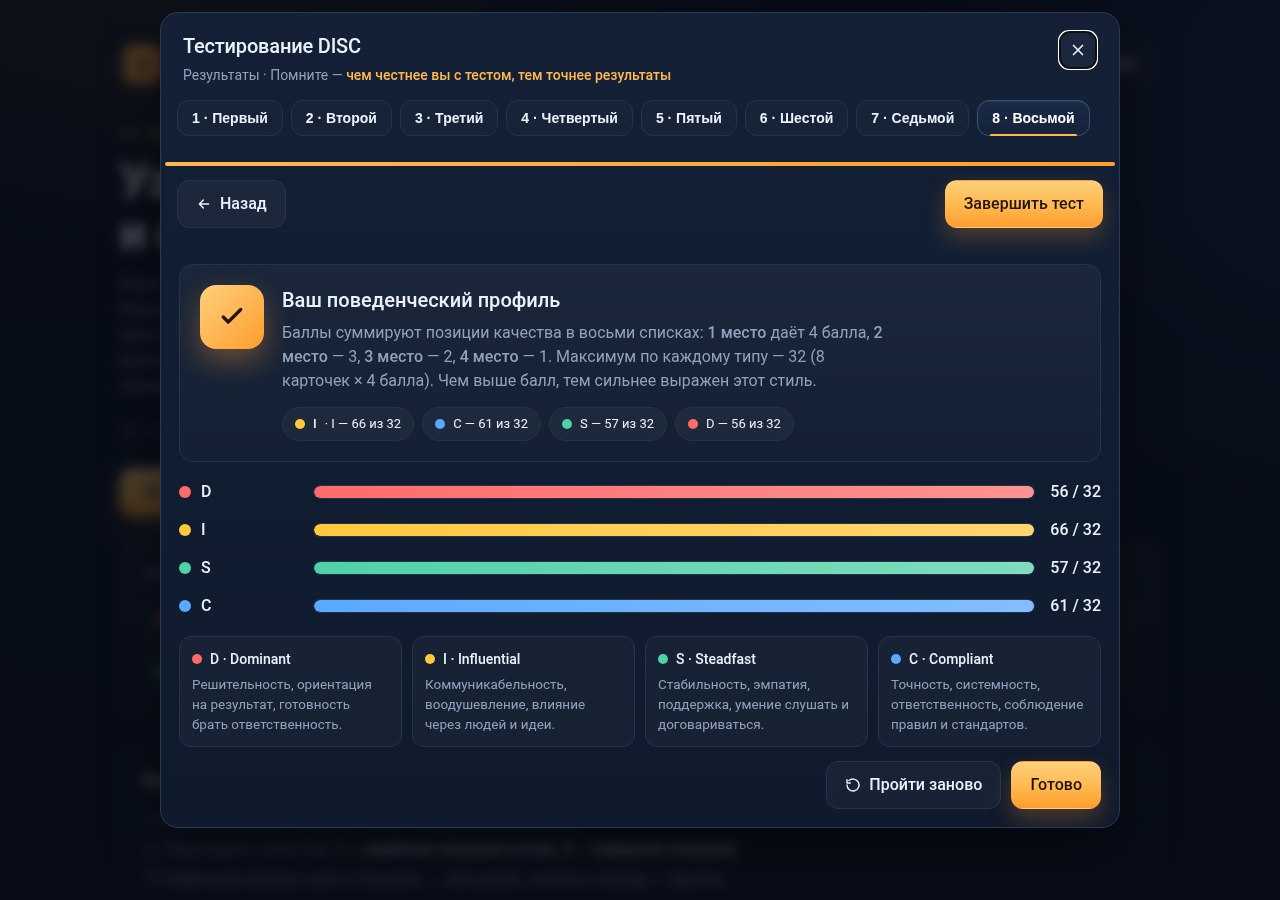 Тестирование DISC
Результаты · Помните — чем честнее вы с тестом, тем точнее результаты
1 · Первый 2 · Второй 3 · Третий 4 · Четвертый 5 · Пятый 6 · Шестой 7 · Седьмой 8 · Восьмой
← Назад Завершить тест
Ваш поведенческий профиль
Баллы суммируют позиции качества в восьми списках: 1 место даёт 4 балла, 2
место — 3, 3 место — 2, 4 место — 1. Максимум по каждому типу — 32 (8
карточек × 4 балла). Чем выше балл, тем сильнее выражен этот стиль.
I · I — 66 из 32 C — 61 из 32 S — 57 из 32 D — 56 из 32
D 56 / 32
I 66 / 32
S 57 / 32
C 61 / 32
D · Dominant
Решительность, ориентация
на результат, готовность
брать ответственность.
I · Influential
Коммуникабельность,
воодушевление, влияние
через людей и идеи.
S · Steadfast
Стабильность, эмпатия,
поддержка, умение слушать и
договариваться.
C · Compliant
Точность, системность,
ответственность, соблюдение
правил и стандартов.
Пройти заново Готово